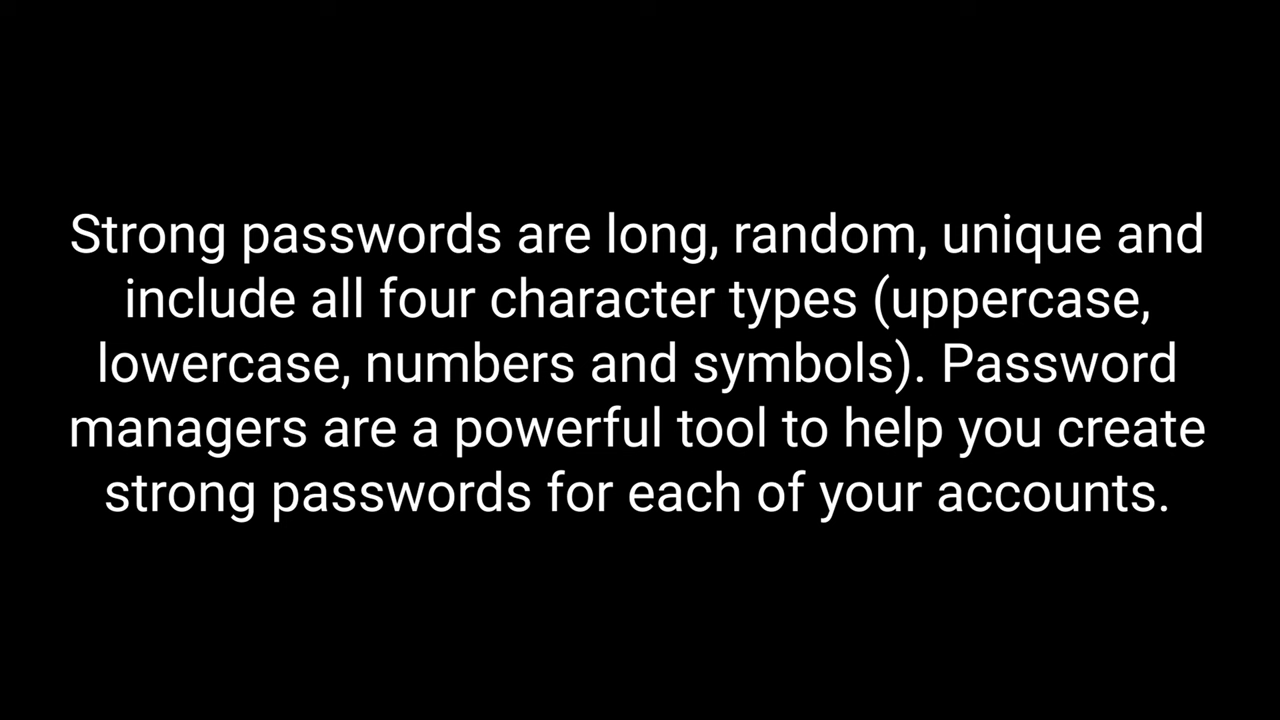 Strong passwords are long, random, unique and
include all four character types (uppercase,
lowercase, numbers and symbols). Password
managers are a powerful tool to help you create
strong passwords for each of your accounts.